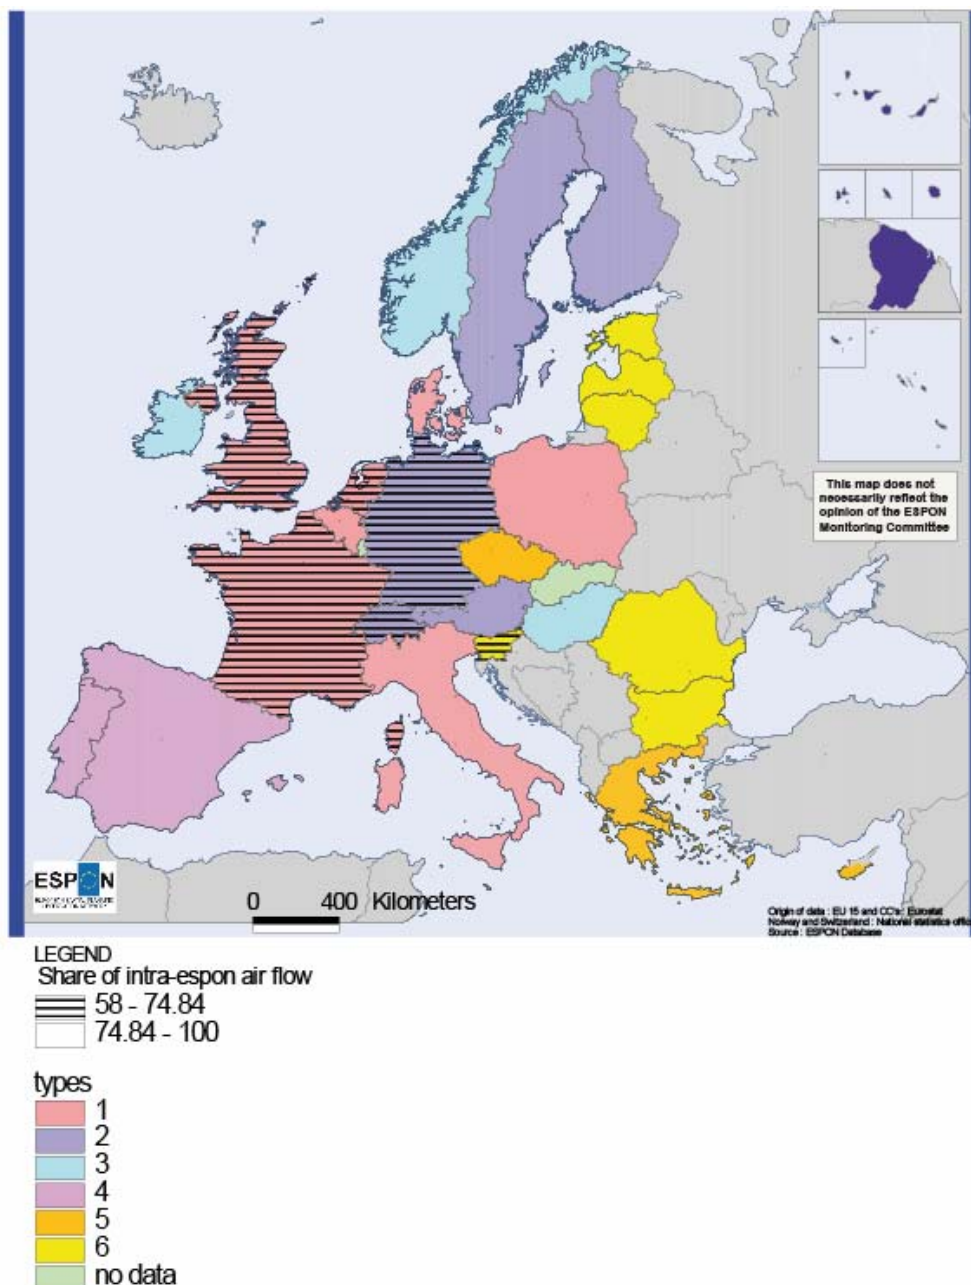 This map does not
necessarily reflect the
opinion of the ESPON
Monitoring Committee
ESPON
0 400 Kilometers
Origin of data : EU 15 and CC's : Eurostat
Norway and Switzerland : National statistics offic
Source : ESPON Database
LEGEND
Share of intra-espon air flow
58 - 74.84
74.84 - 100
types
1
2
3
4
5
6
no data